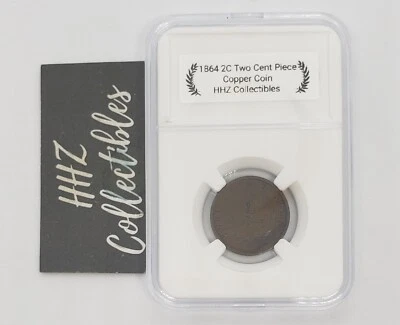 HHZ
Collectibles
1864 2C Two Cent Piece
Copper Coin
HHZ Collectibles